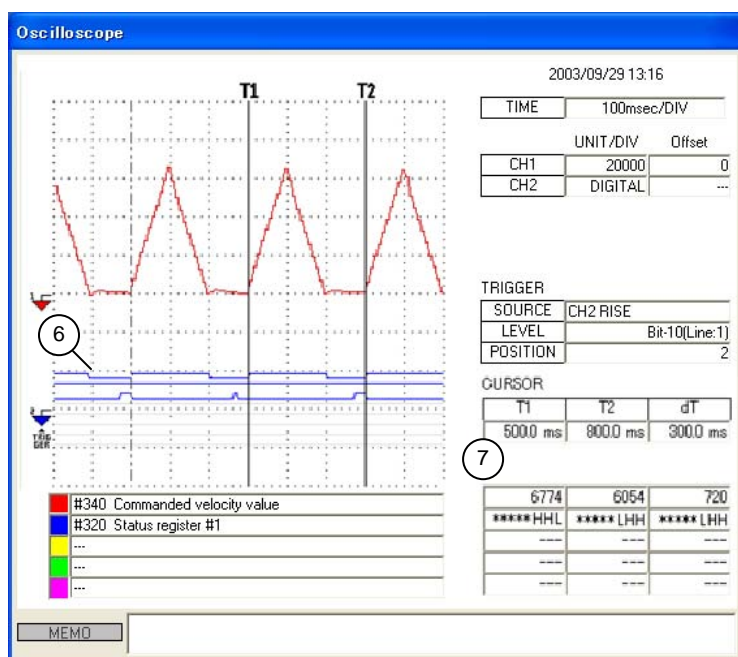 Oscilloscope
2003/09/29 13:16
T1 T2
TIME 100msec/DIV
UNIT/DIV Offset
CH1 20000 0
CH2 DIGITAL ---
TRIGGER
SOURCE CH2 RISE
LEVEL Bit-10(Line:1)
POSITION 2
6
CURSOR
T1 T2 dT
500.0 ms 800.0 ms 300.0 ms
TRIG
GER
7
6774 6054 720
*****HHL *****LHH *****LHH
--- --- ---
--- --- ---
--- --- ---
#340 Commanded velocity value
#320 Status register #1
---
---
---
MEMO